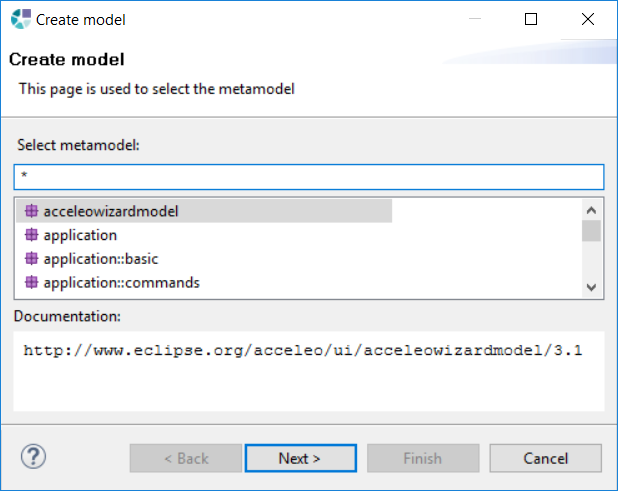 Create model
Create model
This page is used to select the metamodel
Select metamodel:
*
acceleowizardmodel
application
application::basic
application::commands
Documentation:
http://www.eclipse.org/acceleo/ui/acceleowizardmodel/3.1
?
< Back
Next >
Finish
Cancel